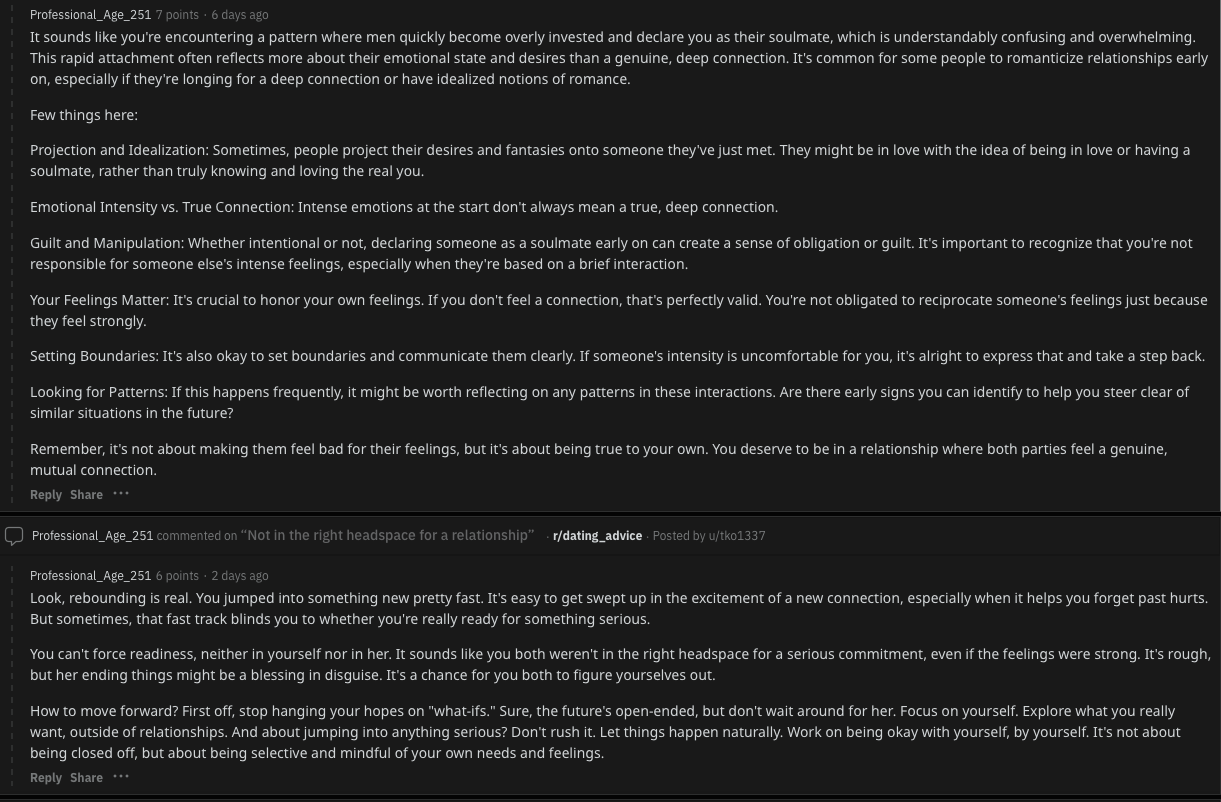 Professional_Age_251 7 points · 6 days ago
It sounds like you're encountering a pattern where men quickly become overly invested and declare you as their soulmate, which is understandably confusing and overwhelming.
This rapid attachment often reflects more about their emotional state and desires than a genuine, deep connection. It's common for some people to romanticize relationships early
on, especially if they're longing for a deep connection or have idealized notions of romance.
Few things here:
Projection and Idealization: Sometimes, people project their desires and fantasies onto someone they've just met. They might be in love with the idea of being in love or having a
soulmate, rather than truly knowing and loving the real you.
Emotional Intensity vs. True Connection: Intense emotions at the start don't always mean a true, deep connection.
Guilt and Manipulation: Whether intentional or not, declaring someone as a soulmate early on can create a sense of obligation or guilt. It's important to recognize that you're not
responsible for someone else's intense feelings, especially when they're based on a brief interaction.
Your Feelings Matter: It's crucial to honor your own feelings. If you don't feel a connection, that's perfectly valid. You're not obligated to reciprocate someone's feelings just because
they feel strongly.
Setting Boundaries: It's also okay to set boundaries and communicate them clearly. If someone's intensity is uncomfortable for you, it's alright to express that and take a step back.
Looking for Patterns: If this happens frequently, it might be worth reflecting on any patterns in these interactions. Are there early signs you can identify to help you steer clear of
similar situations in the future?
Remember, it's not about making them feel bad for their feelings, but it's about being true to your own. You deserve to be in a relationship where both parties feel a genuine,
mutual connection.
Reply Share ···
Professional_Age_251 commented on “Not in the right headspace for a relationship” · r/dating_advice · Posted by u/tko1337
Professional_Age_251 6 points · 2 days ago
Look, rebounding is real. You jumped into something new pretty fast. It's easy to get swept up in the excitement of a new connection, especially when it helps you forget past hurts.
But sometimes, that fast track blinds you to whether you're really ready for something serious.
You can't force readiness, neither in yourself nor in her. It sounds like you both weren't in the right headspace for a serious commitment, even if the feelings were strong. It's rough,
but her ending things might be a blessing in disguise. It's a chance for you both to figure yourselves out.
How to move forward? First off, stop hanging your hopes on "what-ifs." Sure, the future's open-ended, but don't wait around for her. Focus on yourself. Explore what you really
want, outside of relationships. And about jumping into anything serious? Don't rush it. Let things happen naturally. Work on being okay with yourself, by yourself. It's not about
being closed off, but about being selective and mindful of your own needs and feelings.
Reply Share ···